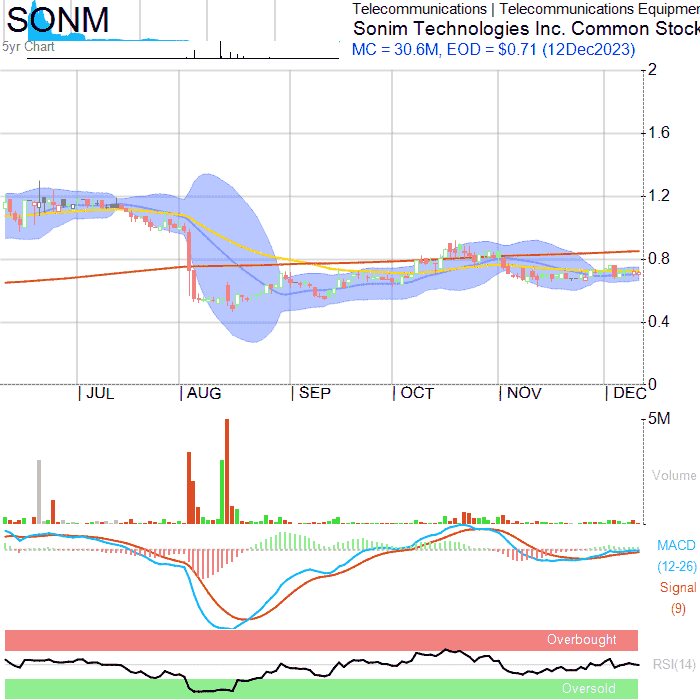 SONM
5yr Chart
Telecommunications | Telecommunications Equipmen
Sonim Technologies Inc. Common Stock
MC = 30.6M, EOD = $0.71 (12Dec2023)
2
1.6
1.2
0.8
0.4
0
JUL AUG SEP OCT NOV DEC
5M
Volume
MACD
(12-26)
Signal
(9)
Overbought
RSI(14)
Oversold